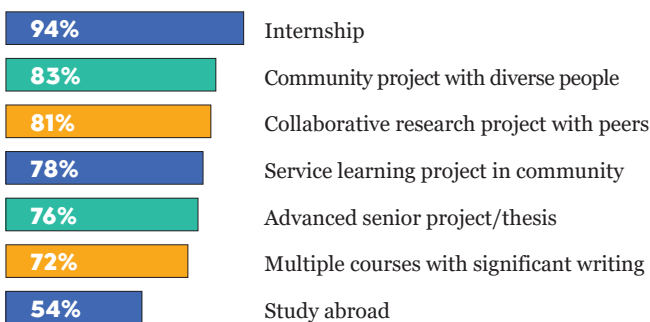 94% Internship
83% Community project with diverse people
81% Collaborative research project with peers
78% Service learning project in community
76% Advanced senior project/thesis
72% Multiple courses with significant writing
54% Study abroad